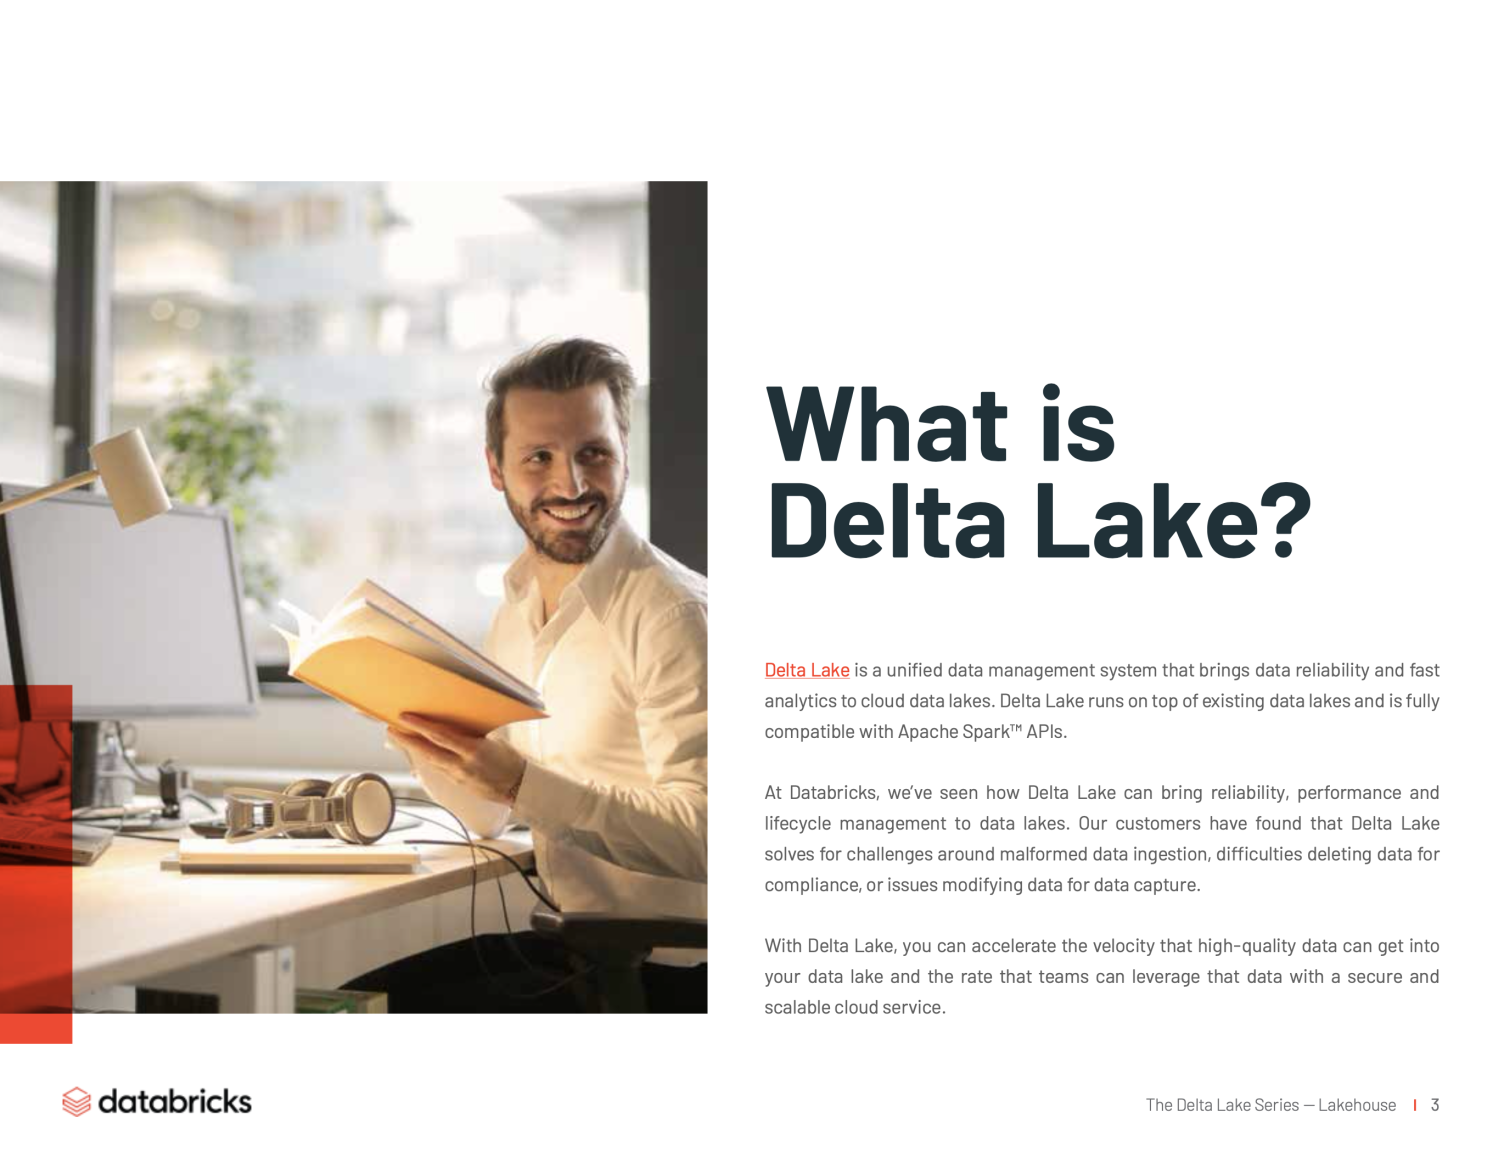 What is
Delta Lake?
Delta Lake is a unified data management system that brings data reliability and fast
analytics to cloud data lakes. Delta Lake runs on top of existing data lakes and is fully
compatible with Apache Spark™ APIs.
At Databricks, we’ve seen how Delta Lake can bring reliability, performance and
lifecycle management to data lakes. Our customers have found that Delta Lake
solves for challenges around malformed data ingestion, difficulties deleting data for
compliance, or issues modifying data for data capture.
With Delta Lake, you can accelerate the velocity that high-quality data can get into
your data lake and the rate that teams can leverage that data with a secure and
scalable cloud service.
databricks
The Delta Lake Series — Lakehouse | 3